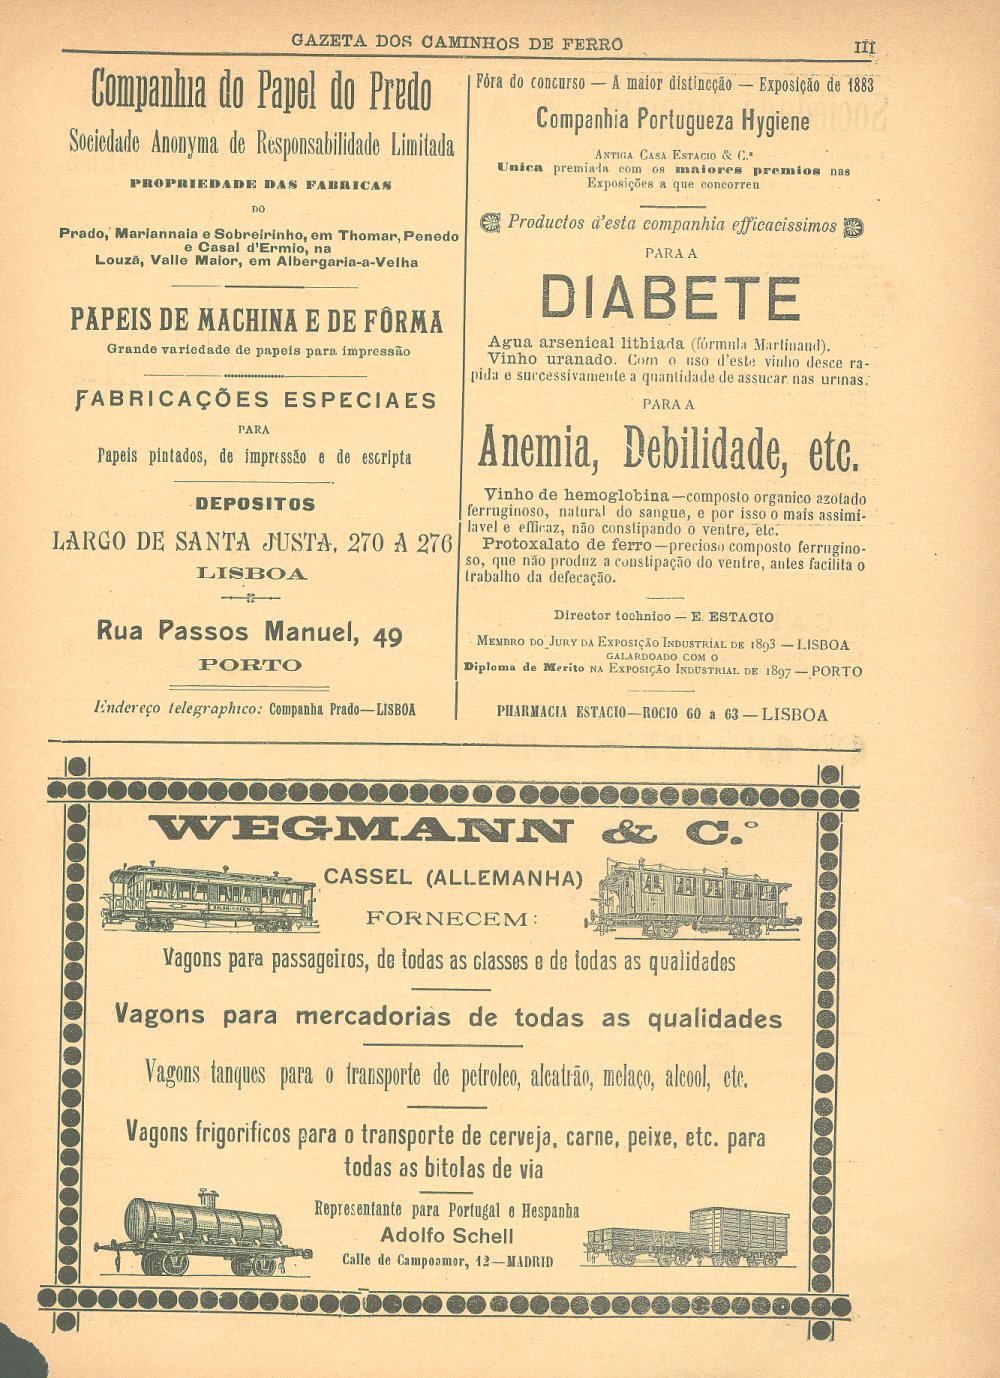 GAZETA DOS CAMINHOS DE FERRO
III
Companhia do Papel do Prado
Sociedade Anonyma de Responsabilidade Limitada
PROPRIEDADE DAS FABRICAS
DO
Prado, Mariannaia e Sobreirinho, em Thomar, Penedo
e Casal d'Ermio, na
Louzã, Valle Maior, em Albergaria-a-Velha
PAPEIS DE MACHINA E DE FÔRMA
Grande variedade de papeis para impressão
FABRICAÇÕES ESPECIAES
PARA
Papeis pintados, de impressão e de escripta
DEPOSITOS
LARGO DE SANTA JUSTA, 270 A 276
LISBOA
Rua Passos Manuel, 49
PORTO
Endereço telegraphico: Companha Prado—LISBOA
Fóra do concurso — A maior distincção — Exposição de 1883
Companhia Portugueza Hygiene
ANTIGA CASA ESTACIO & C.ª
Unica premiada com os maiores premios nas
Exposições a que concorreu
Productos d'esta companhia efficacissimos
PARA A
DIABETE
Agua arsenical lithiada (fórmula Martinand).
Vinho uranado. Com o uso d'este vinho desce ra-
pida e successivamente a quantidade de assucar nas urinas.
PARA A
Anemia, Debilidade, etc.
Vinho de hemoglobina—composto organico azotado
ferruginoso, natural do sangue, e por isso o mais assimi-
lavel e efficaz, não constipando o ventre, etc.
Protoxalato de ferro—precioso composto ferrugino-
so, que não produz a constipação do ventre, antes facilita o
trabalho da defecação.
Director technico — E. ESTACIO
MEMBRO DO JURY DA EXPOSIÇÃO INDUSTRIAL DE 1893 — LISBOA
GALARDOADO COM O
Diploma de Merito NA EXPOSIÇÃO INDUSTRIAL DE 1897 — PORTO
PHARMACIA ESTACIO—ROCIO 60 a 63 — LISBOA
WEGMANN & C.º
CASSEL (ALLEMANHA)
FORNECEM:
Vagons para passageiros, de todas as classes e de todas as qualidades
Vagons para mercadorias de todas as qualidades
Vagons tanques para o transporte de petroleo, alcatrão, melaço, alcool, etc.
Vagons frigorificos para o transporte de cerveja, carne, peixe, etc. para
todas as bitolas de via
Representante para Portugal e Hespanha
Adolfo Schell
Calle de Campoamor, 12—MADRID